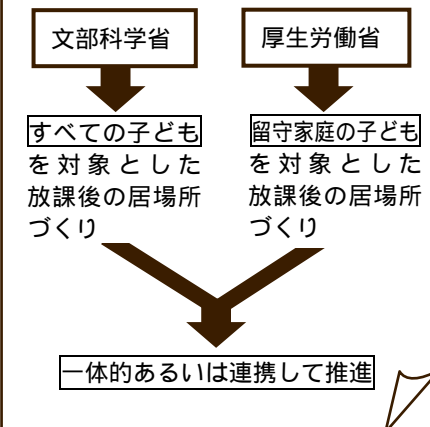 文部科学省
厚生労働省
すべての子ども
を対象とした
放課後の居場所
づくり
留守家庭の子ども
を対象とした
放課後の居場所
づくり
一体的あるいは連携して推進